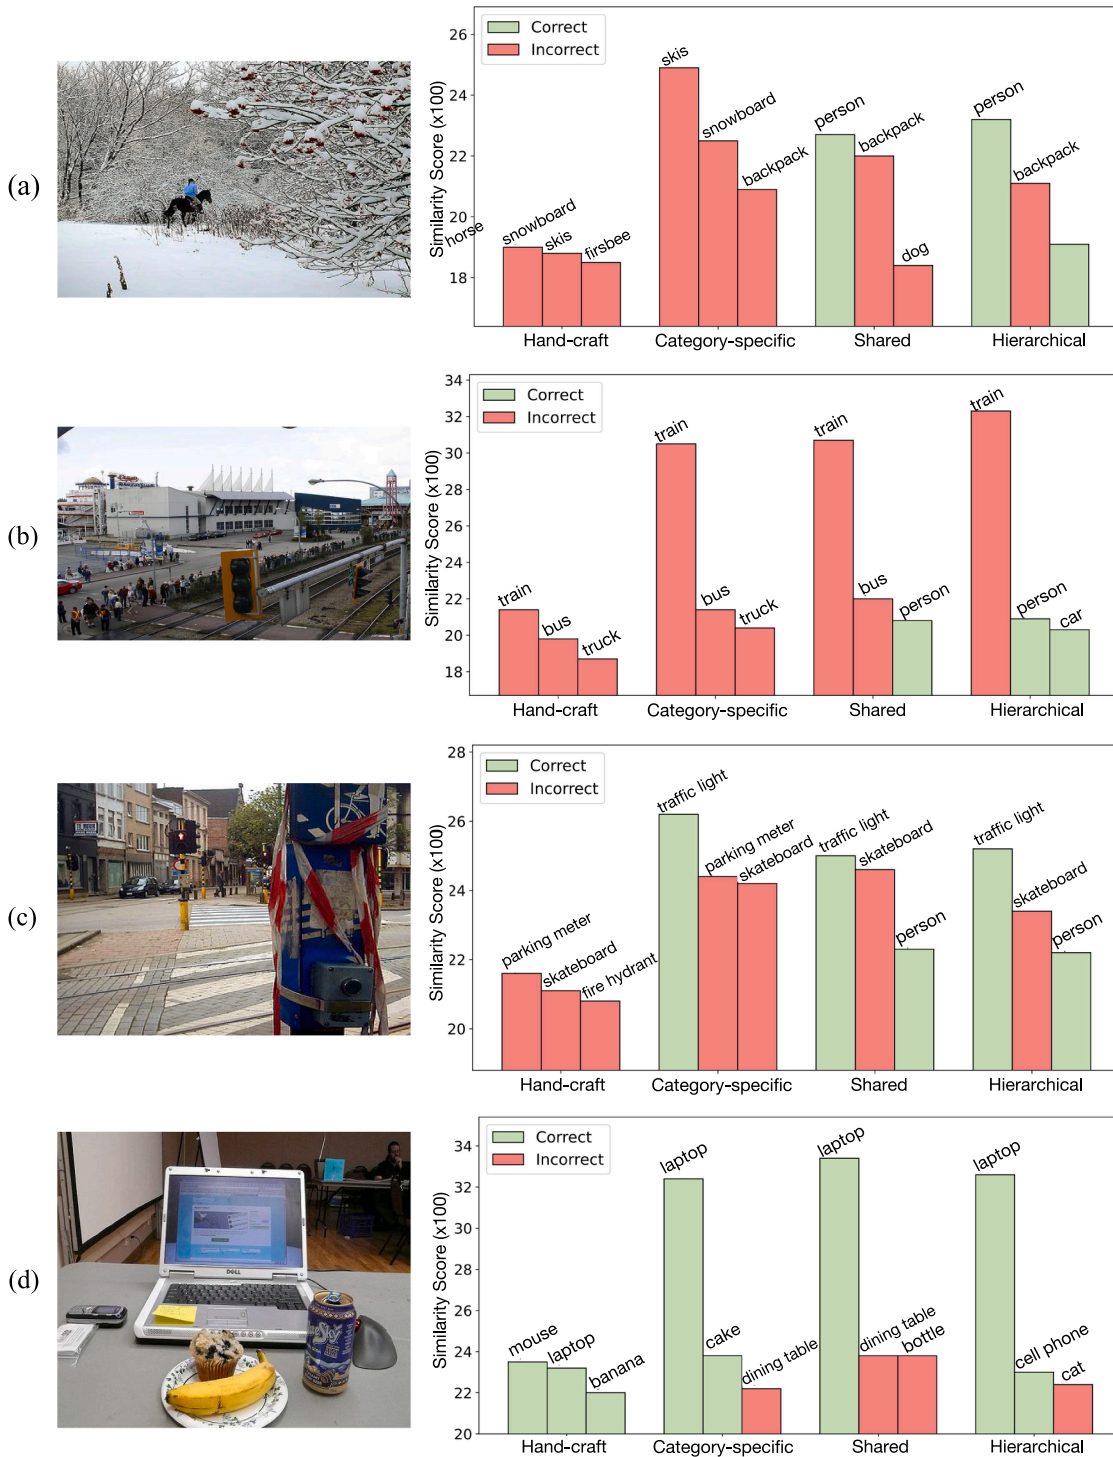 (a)
Similarity Score (x100)
26
24
22
20
18
Correct
Incorrect
horse
snowboard
skis
firsbee
skis
snowboard
backpack
person
backpack
dog
person
backpack
Hand-craft
Category-specific
Shared
Hierarchical
(b)
Similarity Score (x100)
34
32
30
28
26
24
22
20
18
Correct
Incorrect
train
bus
truck
train
bus
truck
train
bus
person
train
person
car
Hand-craft
Category-specific
Shared
Hierarchical
(c)
Similarity Score (x100)
28
26
24
22
20
Correct
Incorrect
parking meter
skateboard
fire hydrant
traffic light
parking meter
skateboard
traffic light
skateboard
person
traffic light
skateboard
person
Hand-craft
Category-specific
Shared
Hierarchical
(d)
DELL
Similarity Score (x100)
34
32
30
28
26
24
22
20
Correct
Incorrect
mouse
laptop
banana
laptop
cake
dining table
laptop
dining table
bottle
laptop
cell phone
cat
Hand-craft
Category-specific
Shared
Hierarchical